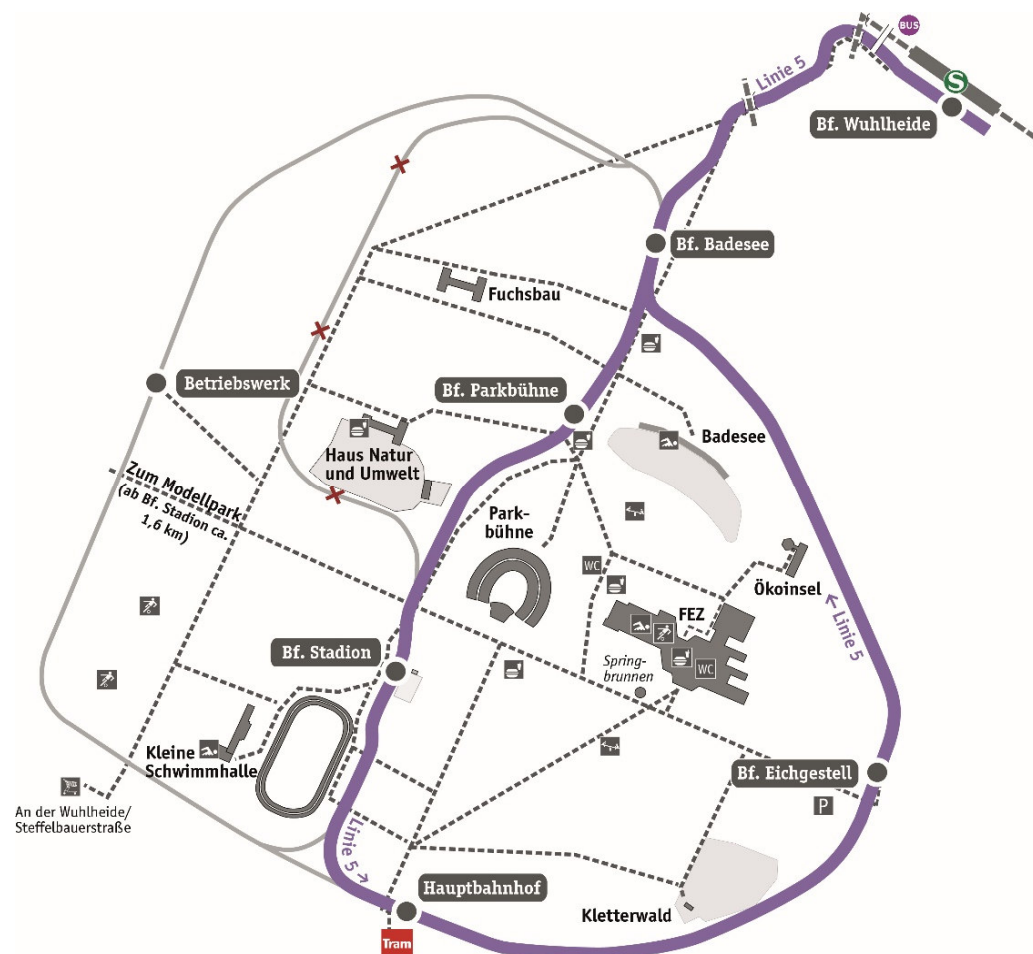 BUS
Linie 5
S
Bf. Wuhlheide
Bf. Badesee
Fuchsbau
Betriebswerk
Bf. Parkbühne
Badesee
Haus Natur
und Umwelt
Zum Modellpark
(ab Bf. Stadion ca.
1,6 km)
Park-
bühne
WC
Ökoinsel
FEZ
← Linie 5
Bf. Stadion
Spring-
brunnen
WC
Kleine
Schwimmhalle
Bf. Eichgestell
P
An der Wuhlheide/
Steffelbauerstraße
Linie 5 →
Hauptbahnhof
Kletterwald
Tram